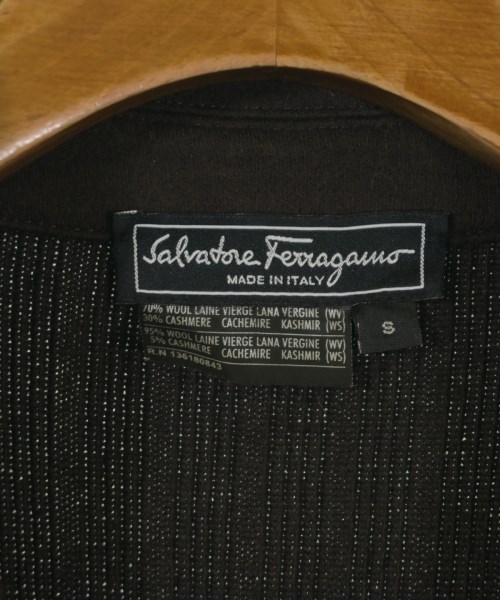 Salvatore Ferragamo
MADE IN ITALY
70% WOOL LAINE VIERGE LANA VERGINE (WV)
30% CASHMERE CACHEMIRE KASHMIR (WS)
95% WOOL LAINE VIERGE LANA VERGINE (WV)
5% CASHMERE CACHEMIRE KASHMIR (WS)
R.N 136180843
S